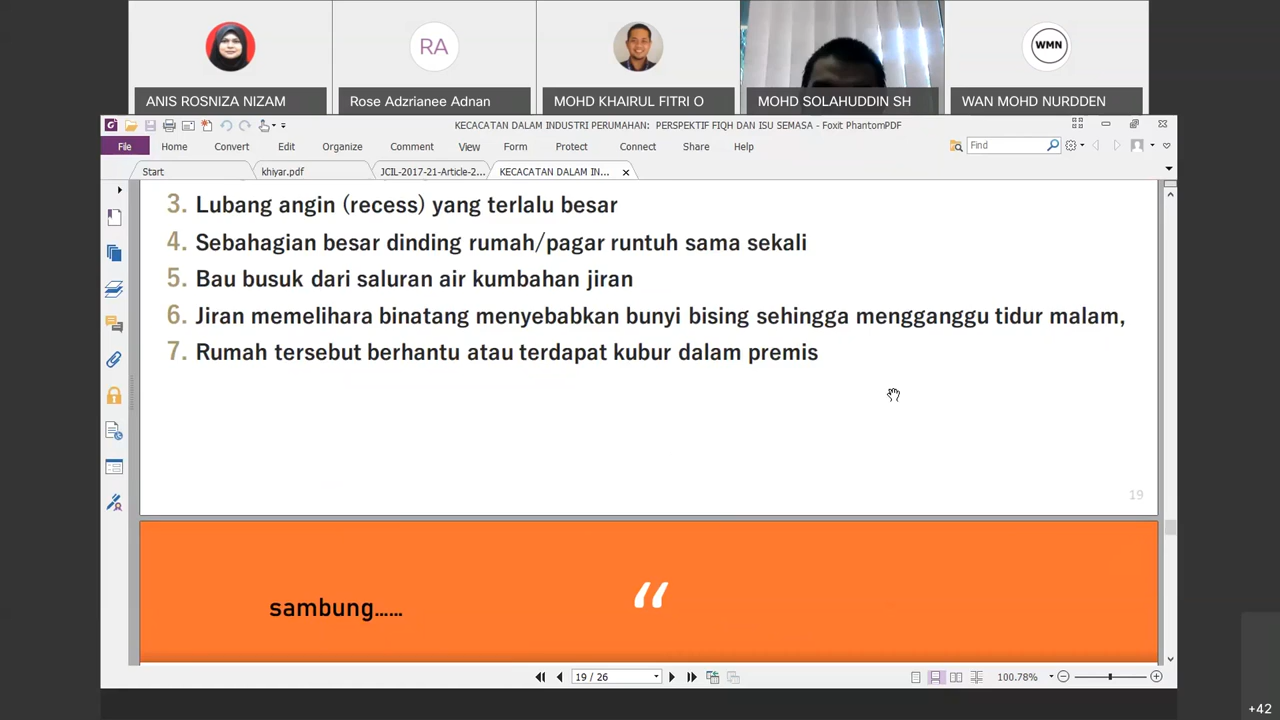 RA
WMN
ANIS ROSNIZA NIZAM
Rose Adzrianee Adnan
MOHD KHAIRUL FITRI O
MOHD SOLAHUDDIN SH
WAN MOHD NURDDEN
KECACATAN DALAM INDUSTRI PERUMAHAN: PERSPEKTIF FIQH DAN ISU SEMASA - Foxit PhantomPDF
File Home Convert Edit Organize Comment View Form Protect Connect Share Help Find
Start khiyar.pdf JCIL-2017-21-Article-2... KECACATAN DALAM IN...
3. Lubang angin (recess) yang terlalu besar
4. Sebahagian besar dinding rumah/pagar runtuh sama sekali
5. Bau busuk dari saluran air kumbahan jiran
6. Jiran memelihara binatang menyebabkan bunyi bising sehingga mengganggu tidur malam,
7. Rumah tersebut berhantu atau terdapat kubur dalam premis
19
sambung...... “
19 / 26 100.78%
+42